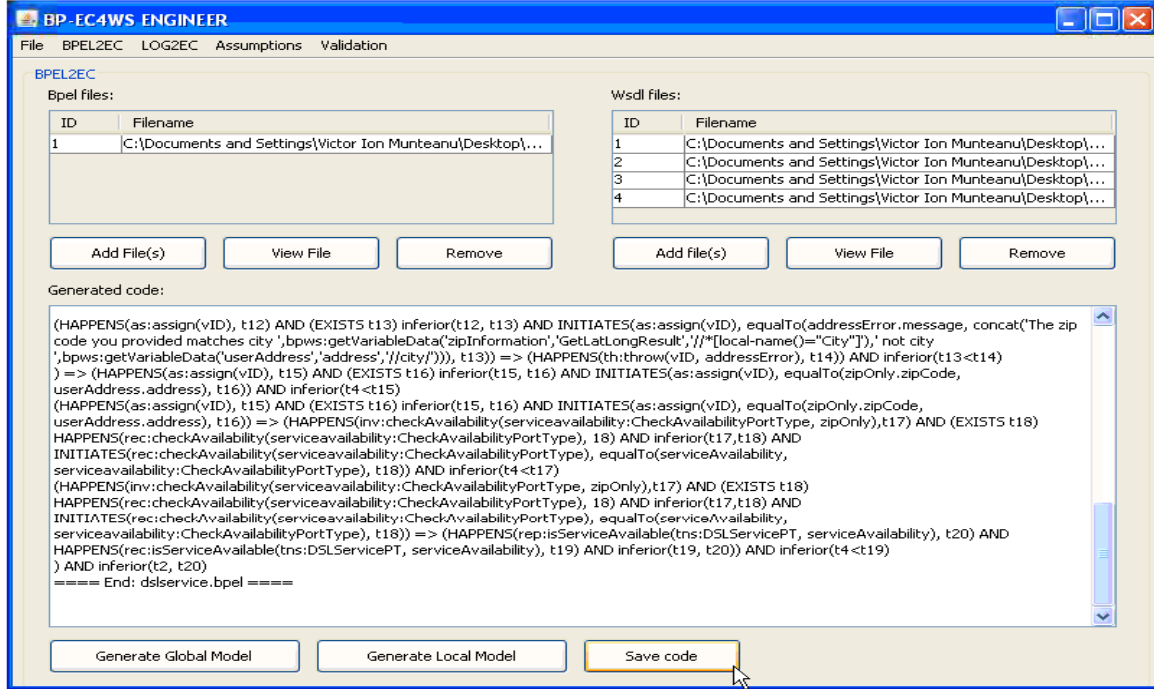 BP-EC4WS ENGINEER
File BPEL2EC LOG2EC Assumptions Validation
BPEL2EC
Bpel files: Wsdl files:
ID Filename ID Filename
1 C:\Documents and Settings\Victor Ion Munteanu\Desktop\... 1 C:\Documents and Settings\Victor Ion Munteanu\Desktop\...
2 C:\Documents and Settings\Victor Ion Munteanu\Desktop\...
3 C:\Documents and Settings\Victor Ion Munteanu\Desktop\...
4 C:\Documents and Settings\Victor Ion Munteanu\Desktop\...
Add File(s) View File Remove Add file(s) View File Remove
Generated code:
(HAPPENS(as:assign(vID), t12) AND (EXISTS t13) inferior(t12, t13) AND INITIATES(as:assign(vID), equalTo(addressError.message, concat('The zip
code you provided matches city ',bpws:getVariableData('zipInformation','GetLatLongResult','//*[local-name()="City"]'),' not city
',bpws:getVariableData('userAddress','address','//city/'))), t13)) => (HAPPENS(th:throw(vID, addressError), t14)) AND inferior(t13<t14)
) => (HAPPENS(as:assign(vID), t15) AND (EXISTS t16) inferior(t15, t16) AND INITIATES(as:assign(vID), equalTo(zipOnly.zipCode,
userAddress.address), t16)) AND inferior(t4<t15)
(HAPPENS(as:assign(vID), t15) AND (EXISTS t16) inferior(t15, t16) AND INITIATES(as:assign(vID), equalTo(zipOnly.zipCode,
userAddress.address), t16)) => (HAPPENS(inv:checkAvailability(serviceavailability:CheckAvailabilityPortType, zipOnly),t17) AND (EXISTS t18)
HAPPENS(rec:checkAvailability(serviceavailability:CheckAvailabilityPortType), 18) AND inferior(t17,t18) AND
INITIATES(rec:checkAvailability(serviceavailability:CheckAvailabilityPortType), equalTo(serviceAvailability,
serviceavailability:CheckAvailabilityPortType), t18)) AND inferior(t4<t17)
(HAPPENS(inv:checkAvailability(serviceavailability:CheckAvailabilityPortType, zipOnly),t17) AND (EXISTS t18)
HAPPENS(rec:checkAvailability(serviceavailability:CheckAvailabilityPortType), 18) AND inferior(t17,t18) AND
INITIATES(rec:checkAvailability(serviceavailability:CheckAvailabilityPortType), equalTo(serviceAvailability,
serviceavailability:CheckAvailabilityPortType), t18)) => (HAPPENS(rep:isServiceAvailable(tns:DSLServicePT, serviceAvailability), t20) AND
HAPPENS(rec:isServiceAvailable(tns:DSLServicePT, serviceAvailability), t19) AND inferior(t19, t20)) AND inferior(t4<t19)
) AND inferior(t2, t20)
==== End: dslservice.bpel ====
Generate Global Model Generate Local Model Save code